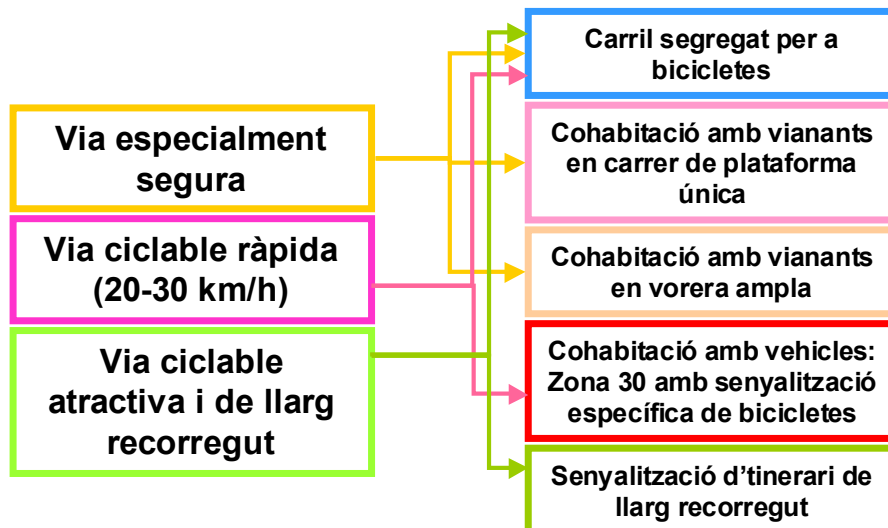 Via especialment
segura
Via ciclable ràpida
(20-30 km/h)
Via ciclable
atractiva i de llarg
recorregut
Carril segregat per a
bicicletes
Cohabitació amb vianants
en carrer de plataforma
única
Cohabitació amb vianants
en vorera ampla
Cohabitació amb vehicles:
Zona 30 amb senyalització
específica de bicicletes
Senyalització d’tinerari de
llarg recorregut